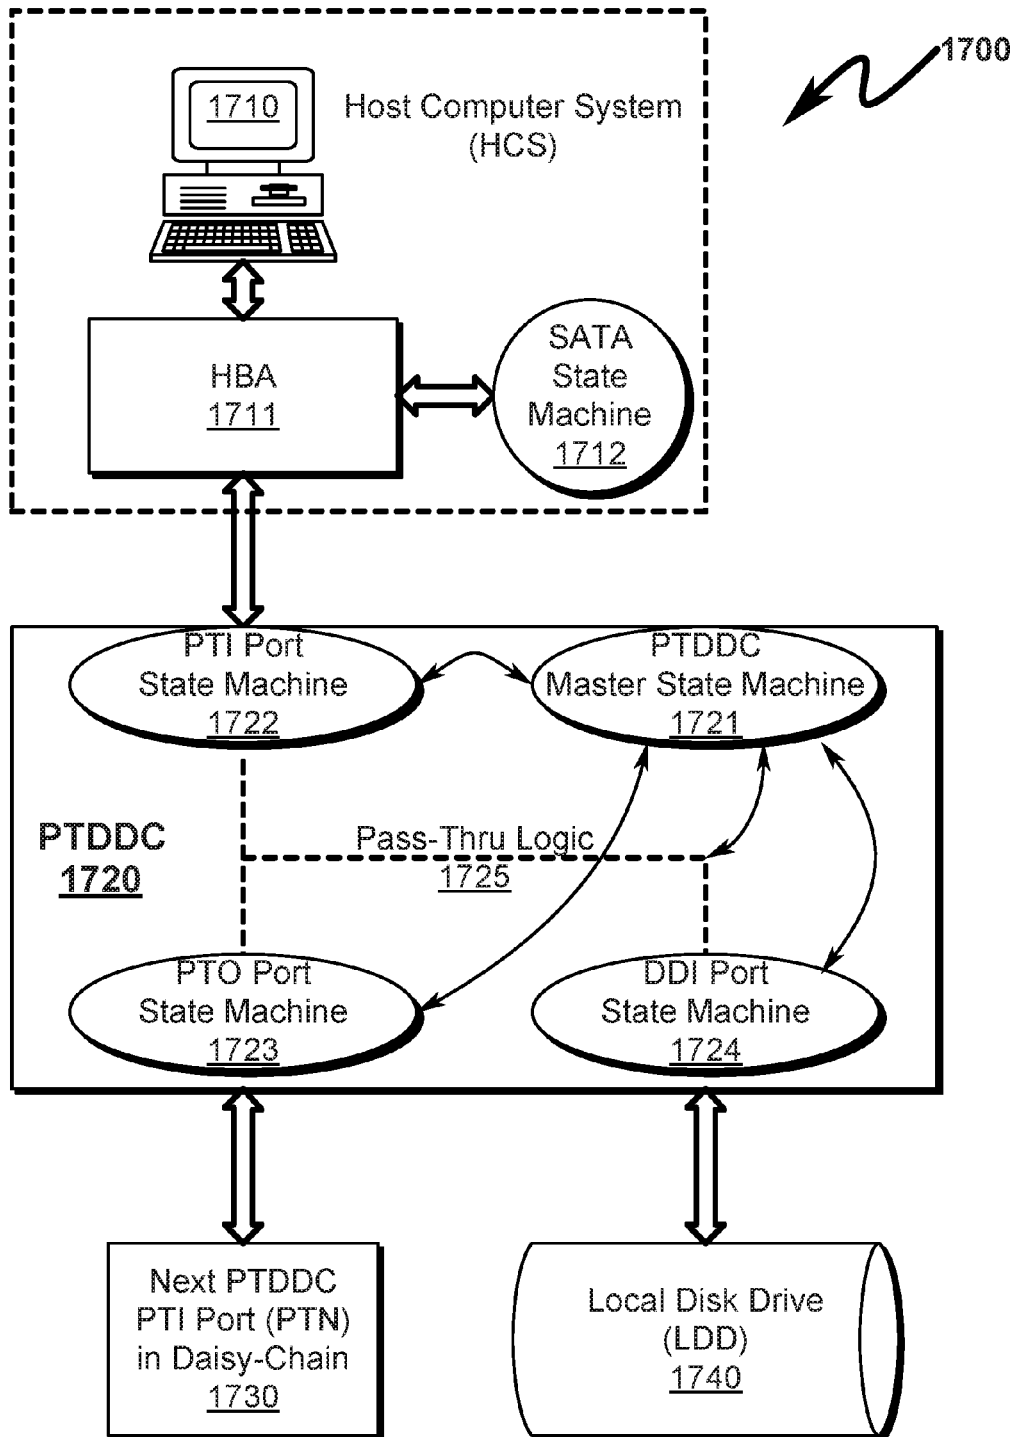 1700
1710
Host Computer System
(HCS)
HBA
1711
SATA
State
Machine
1712
PTI Port
State Machine
1722
PTDDC
Master State Machine
1721
PTDDC
1720
Pass-Thru Logic
1725
PTO Port
State Machine
1723
DDI Port
State Machine
1724
Next PTDDC
PTI Port (PTN)
in Daisy-Chain
1730
Local Disk Drive
(LDD)
1740